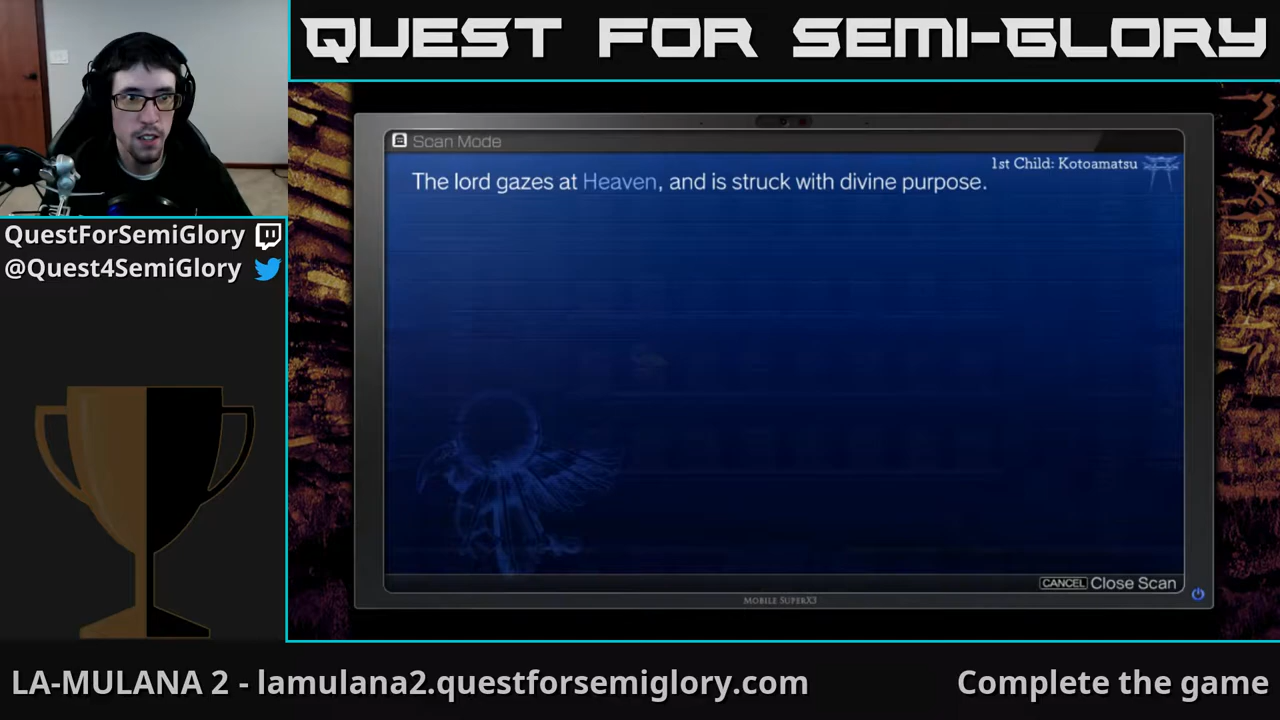 QUEST FOR SEMI-GLORY
Scan Mode
1st Child: Kotoamatsu
The lord gazes at Heaven, and is struck with divine purpose.
QuestForSemiGlory
@Quest4SemiGlory
CANCEL Close Scan
MOBILE SUPERX3
LA-MULANA 2 - lamulana2.questforsemiglory.com
Complete the game